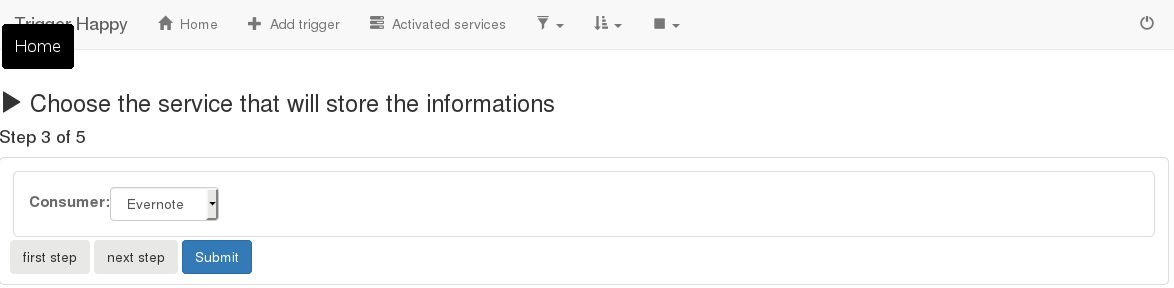 Trigger Happy Home Add trigger Activated services
Home
Choose the service that will store the informations
Step 3 of 5
Consumer: Evernote
first step next step Submit